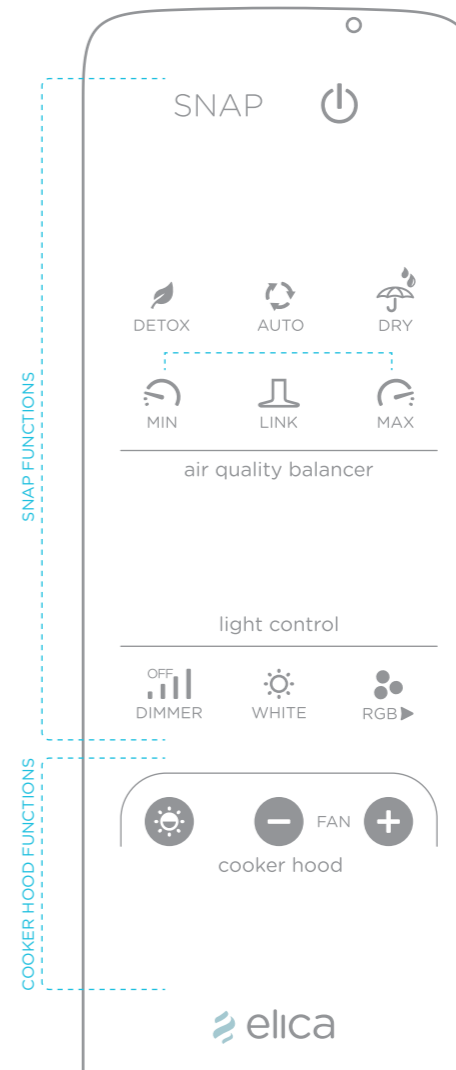 SNAP
DETOX AUTO DRY
MIN LINK MAX
air quality balancer
light control
OFF
DIMMER WHITE RGB
FAN
cooker hood
elica
SNAP FUNCTIONS
COOKER HOOD FUNCTIONS